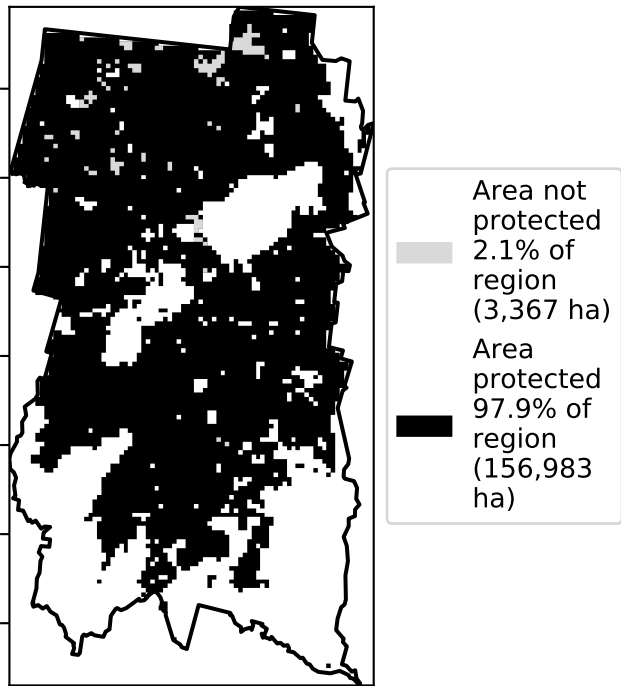 Area not
protected
2.1% of
region
(3,367 ha)
Area
protected
97.9% of
region
(156,983
ha)